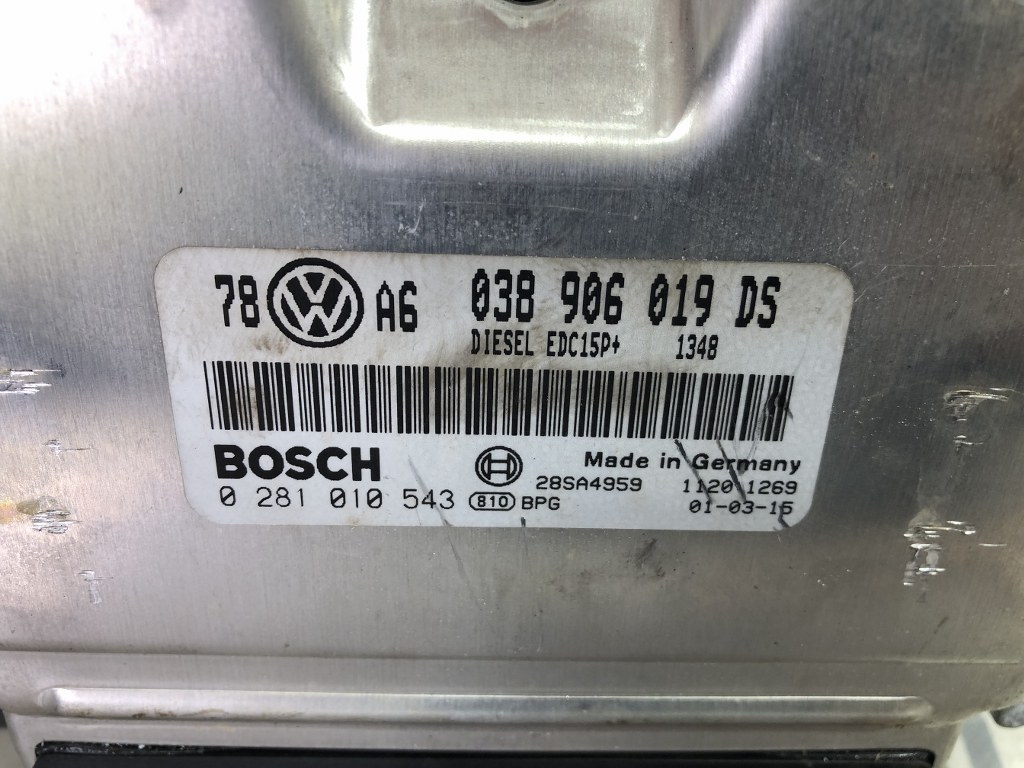 78 VW A6 038 906 019 DS
DIESEL EDC15P+ 1348
BOSCH Made in Germany
28SA4959 1120 1269
0 281 010 543 810 BPG 01-03-15